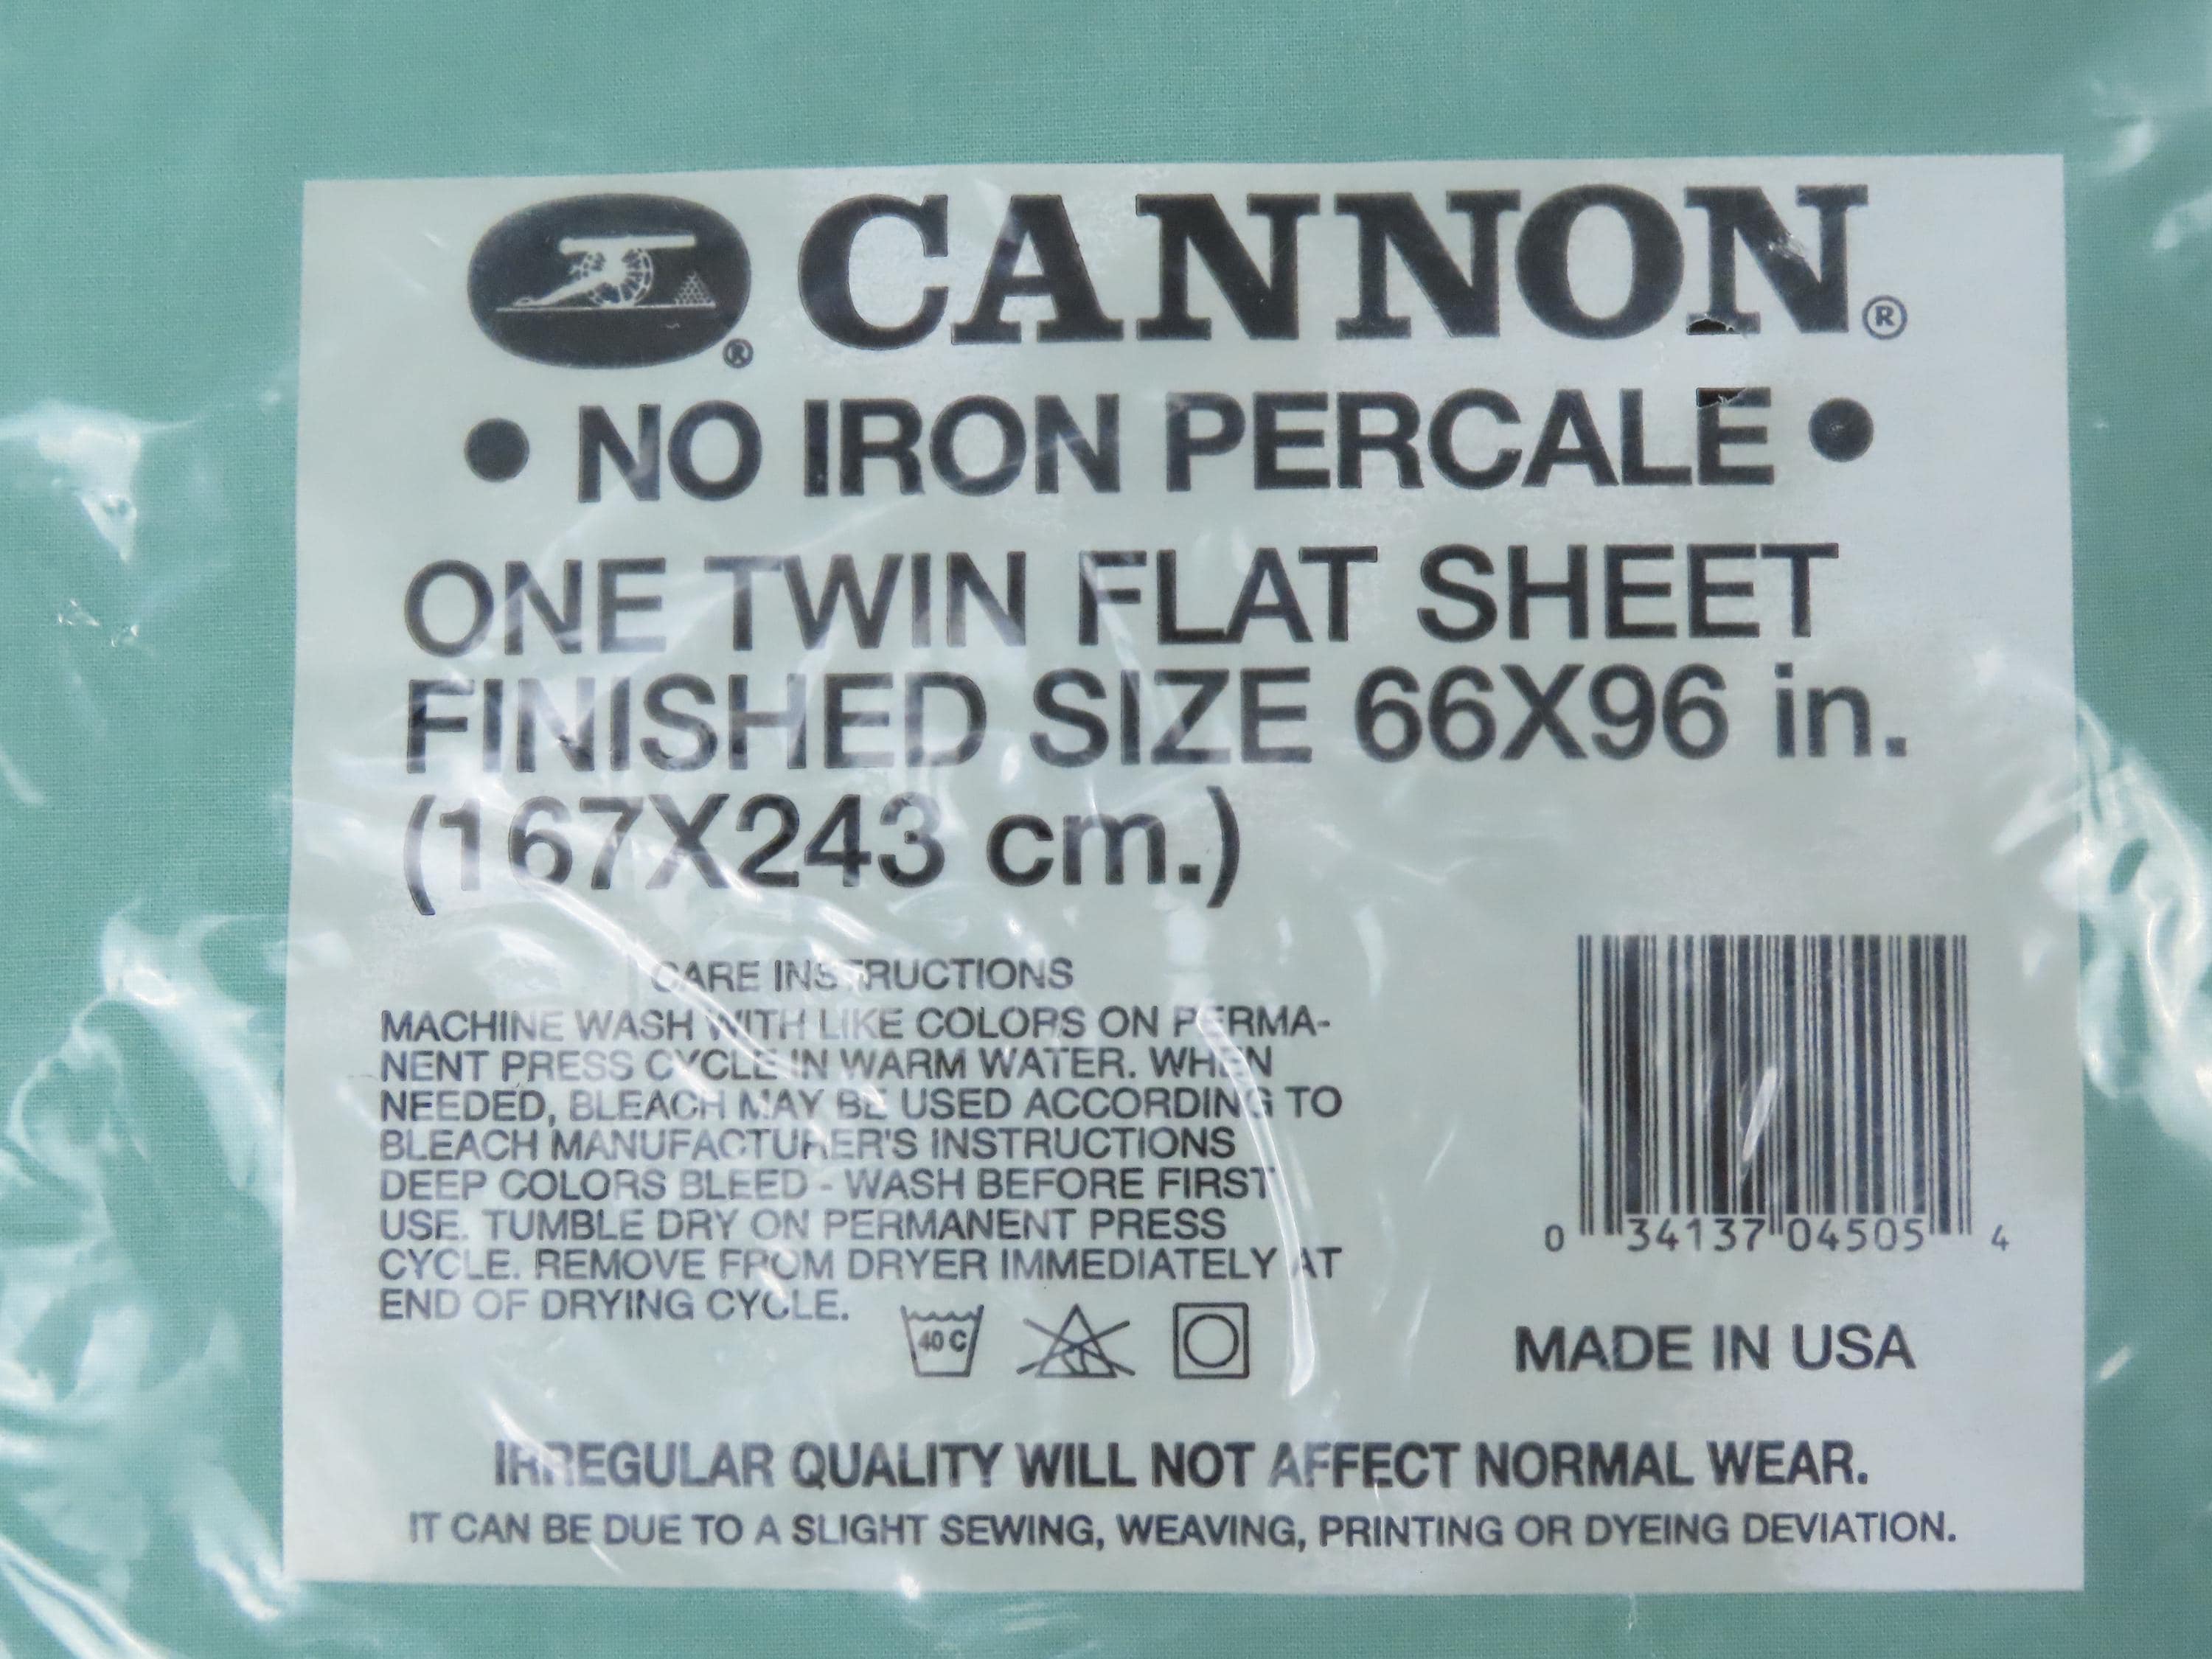 CANNON®
®
• NO IRON PERCALE •
ONE TWIN FLAT SHEET
FINISHED SIZE 66X96 in.
(167X243 cm.)
CARE INSTRUCTIONS
MACHINE WASH WITH LIKE COLORS ON PERMA-
NENT PRESS CYCLE IN WARM WATER. WHEN
NEEDED, BLEACH MAY BE USED ACCORDING TO
BLEACH MANUFACTURER'S INSTRUCTIONS
DEEP COLORS BLEED - WASH BEFORE FIRST
USE. TUMBLE DRY ON PERMANENT PRESS
CYCLE. REMOVE FROM DRYER IMMEDIATELY AT
END OF DRYING CYCLE.
40 C
0 34137 04505 4
MADE IN USA
IRREGULAR QUALITY WILL NOT AFFECT NORMAL WEAR.
IT CAN BE DUE TO A SLIGHT SEWING, WEAVING, PRINTING OR DYEING DEVIATION.